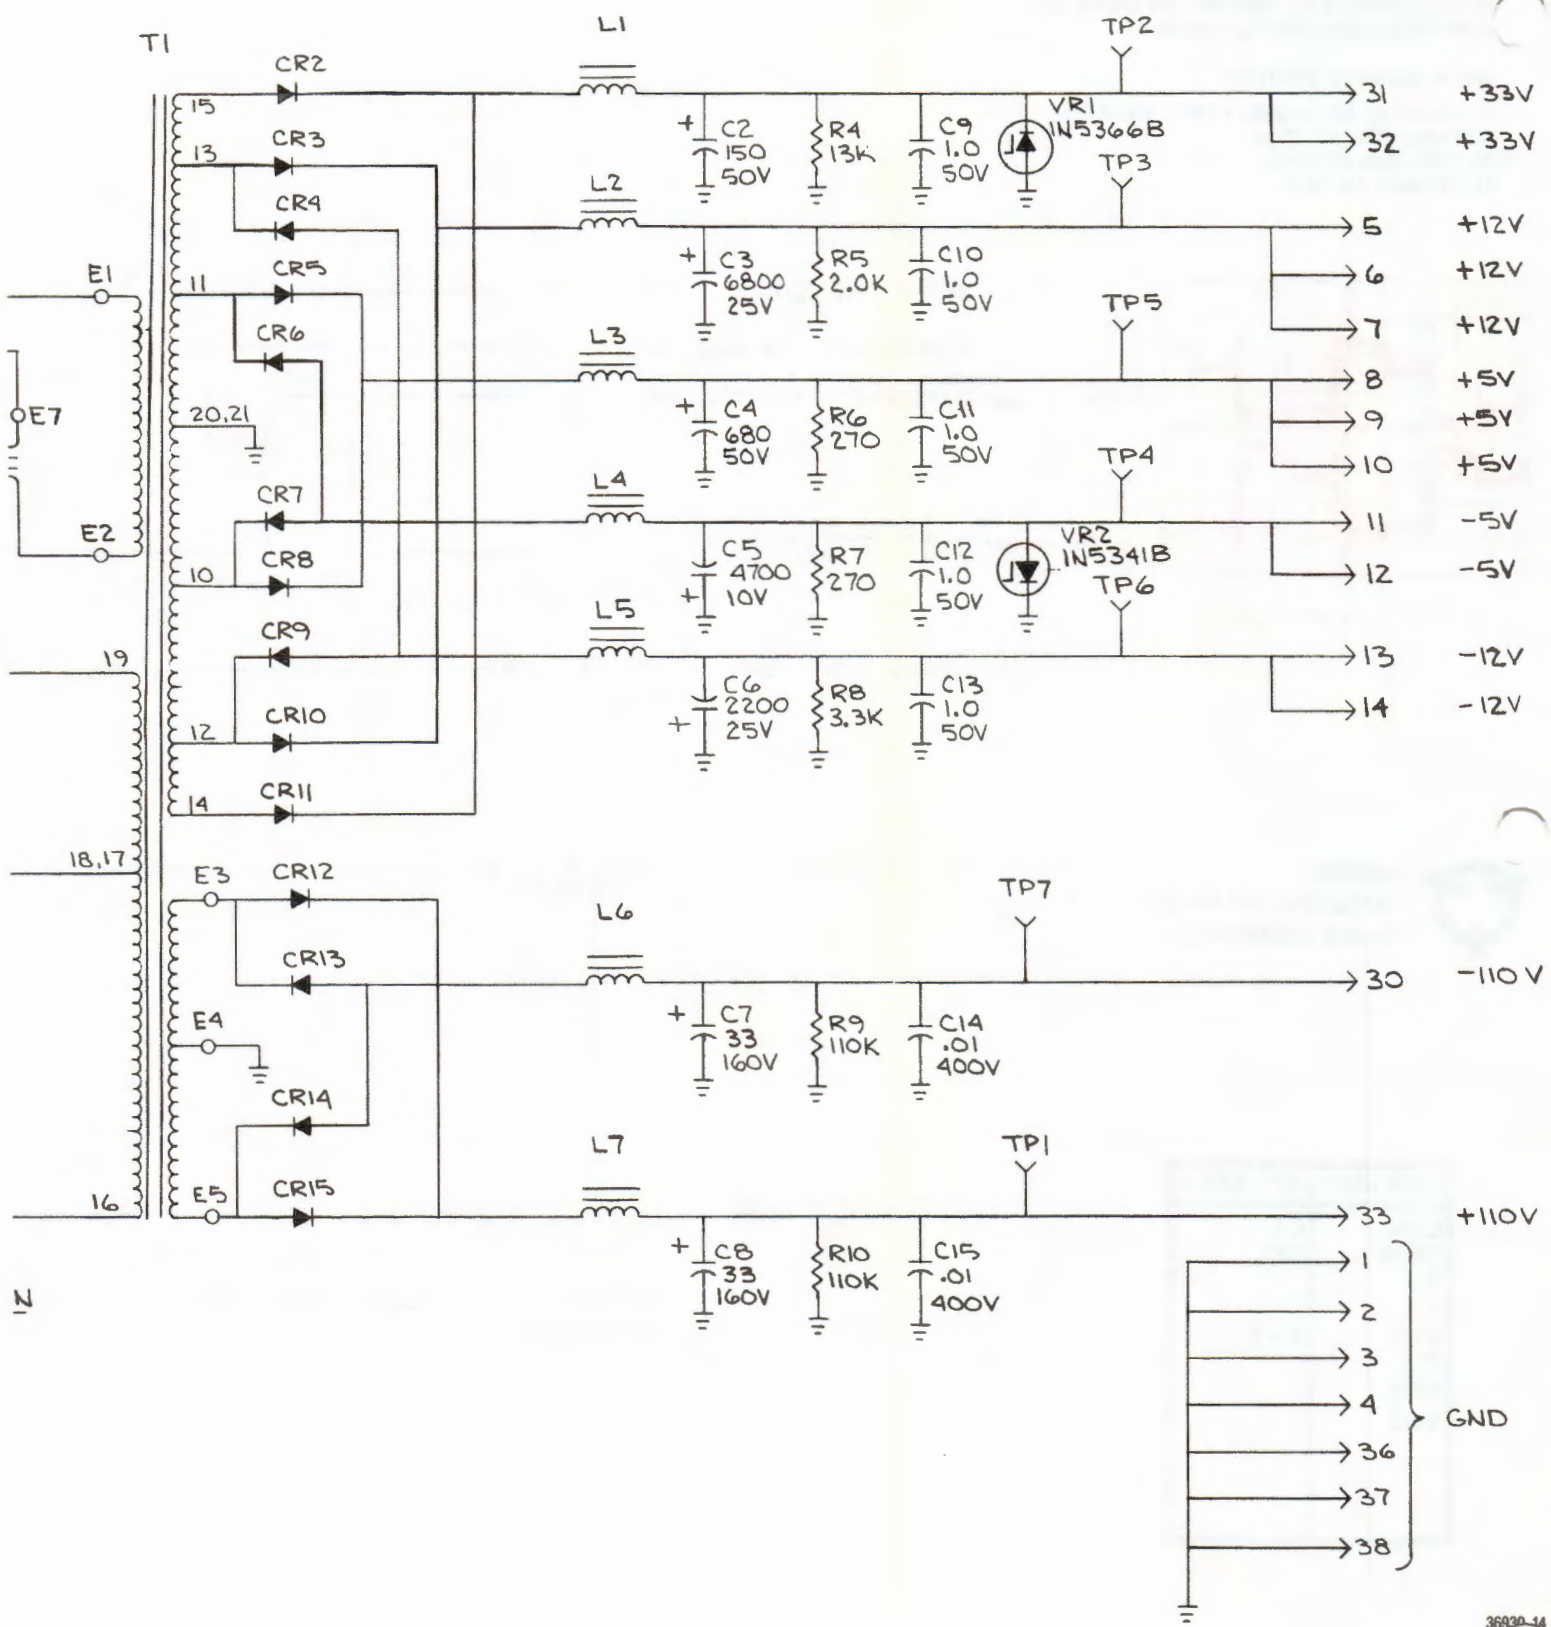 T1
L1
TP2
CR2
15
31 +33V
VR1
1N5366B
C2
150
50V
+
R4
13K
C9
1.0
50V
32 +33V
13
CR3
TP3
CR4
L2
5 +12V
+
C3
6800
25V
R5
2.0K
C10
1.0
50V
6 +12V
E1
11
CR5
TP5
7 +12V
CR6
L3
8 +5V
E7
20,21
+
C4
680
50V
R6
270
C11
1.0
50V
9 +5V
TP4
10 +5V
CR7
L4
11 -5V
E2
VR2
1N5341B
CR8
10
C5
4700
10V
+
R7
270
C12
1.0
50V
12 -5V
TP6
CR9
L5
19
13 -12V
C6
2200
25V
+
R8
3.3K
C13
1.0
50V
14 -12V
12
CR10
CR11
14
18,17
E3
CR12
TP7
L6
CR13
30 -110V
E4
+
C7
33
160V
R9
110K
C14
.01
400V
CR14
TP1
L7
16
E5
CR15
33 +110V
+
C8
33
160V
R10
110K
C15
.01
400V
1
N
2
3
4
GND
36
37
38
36930-14